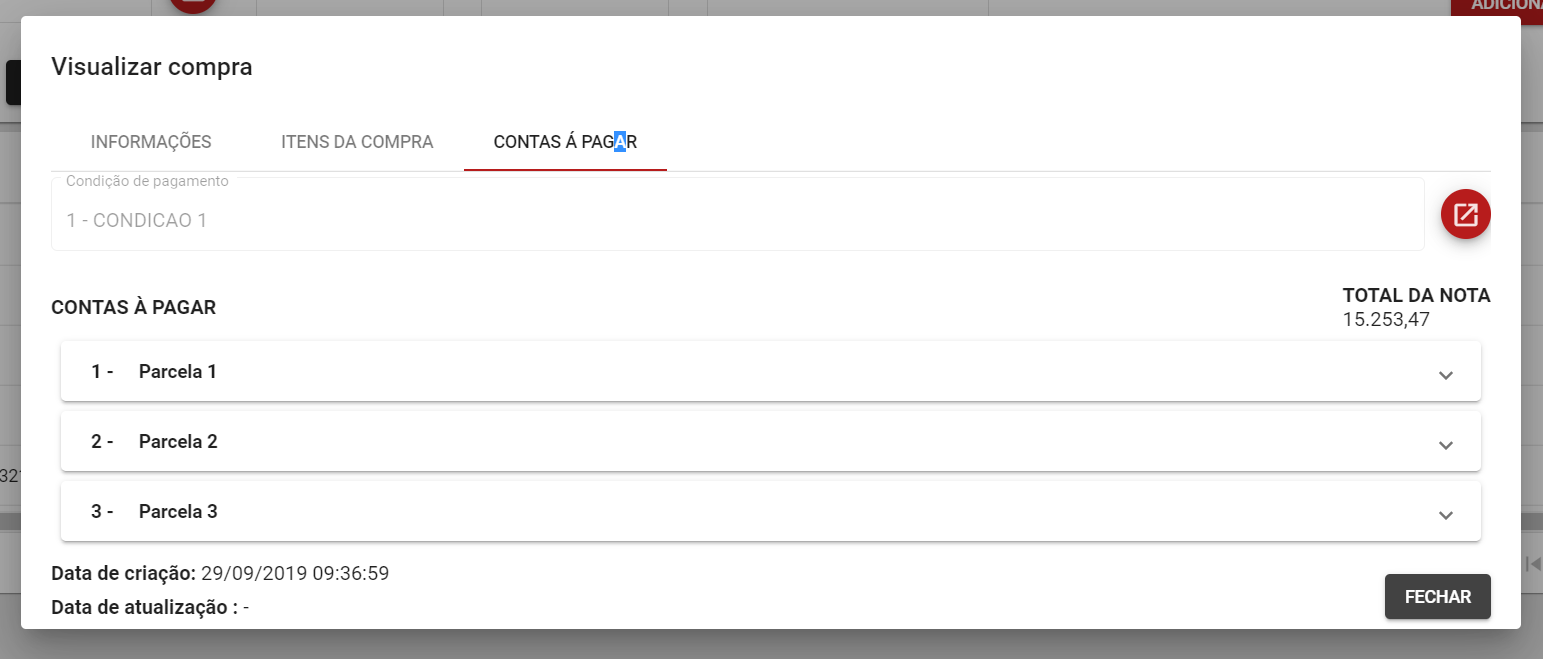 ADICION
Visualizar compra
INFORMAÇÕES
ITENS DA COMPRA
CONTAS Á PAGAR
Condição de pagamento
1 - CONDICAO 1
CONTAS À PAGAR
TOTAL DA NOTA
15.253,47
1 - Parcela 1
2 - Parcela 2
3 - Parcela 3
321
Data de criação: 29/09/2019 09:36:59
Data de atualização : -
FECHAR